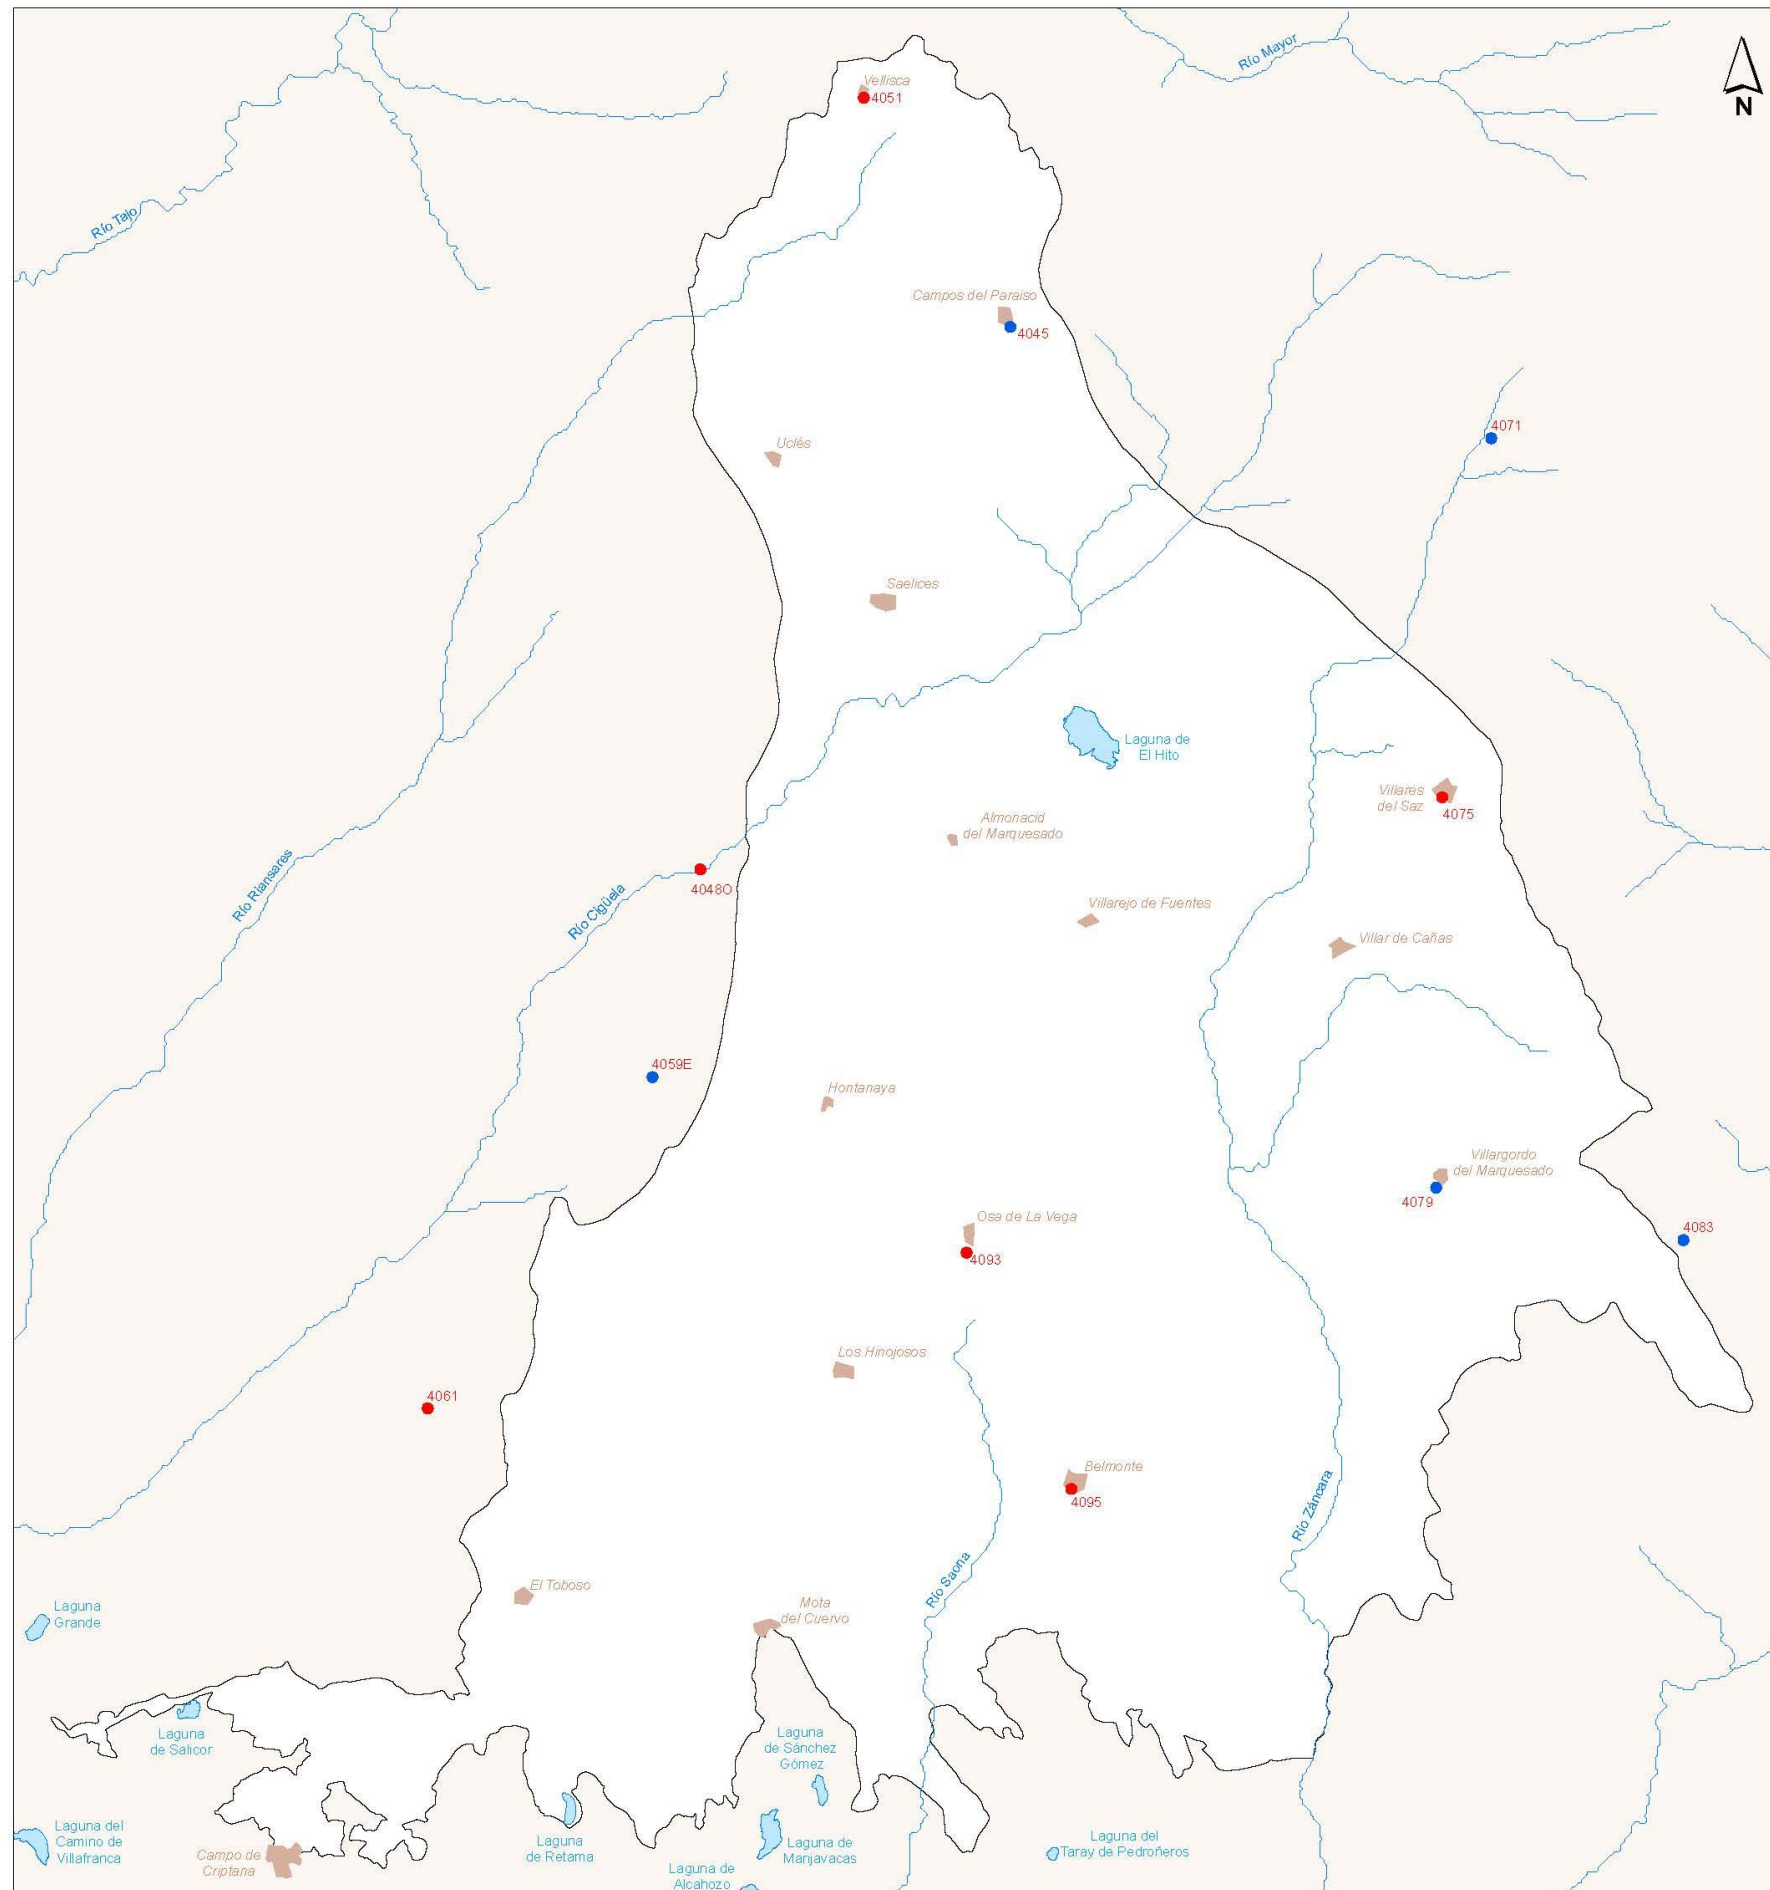 Vellisca
4051
Río Mayor
N
Río Tajo
Campos del Paraiso
4045
4071
Uclés
Saelices
Laguna de
El Hito
Villares
del Saz
4075
Almonacid
del Marquesado
Río Riansares
4048O
Río Cigüela
Villarejo de Fuentes
Villar de Cañas
4059E
Hontanaya
Villargordo
del Marquesado
4079
Osa de La Vega
4093
4083
Los Hinojosos
4061
Belmonte
4095
Río Záncara
Río Saona
El Toboso
Mota
del Cuervo
Laguna
Grande
Laguna
de Salicor
Laguna
de Sánchez
Gómez
Laguna del
Camino de
Villafranca
Campo de
Criptana
Laguna
de Retama
Laguna de
Manjavacas
Laguna de
Alcahozo
Laguna del
Taray de Pedroñeros